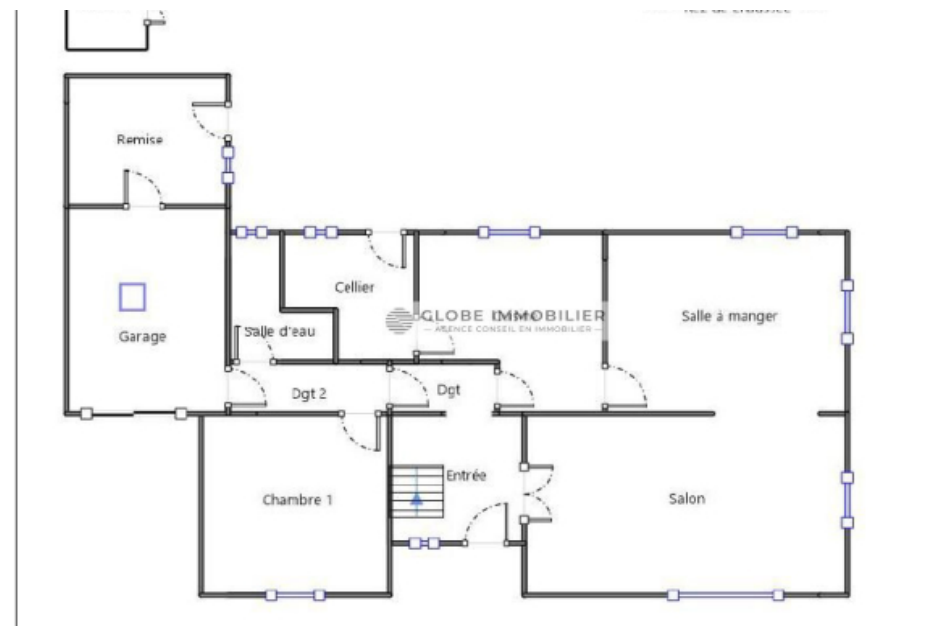 Remise
Cellier
GLOBE IMMOBILIER
AGENCE CONSEIL EN IMMOBILIER
Salle à manger
Garage
Salle d'eau
Dgt 2
Dgt
Entrée
Chambre 1
Salon